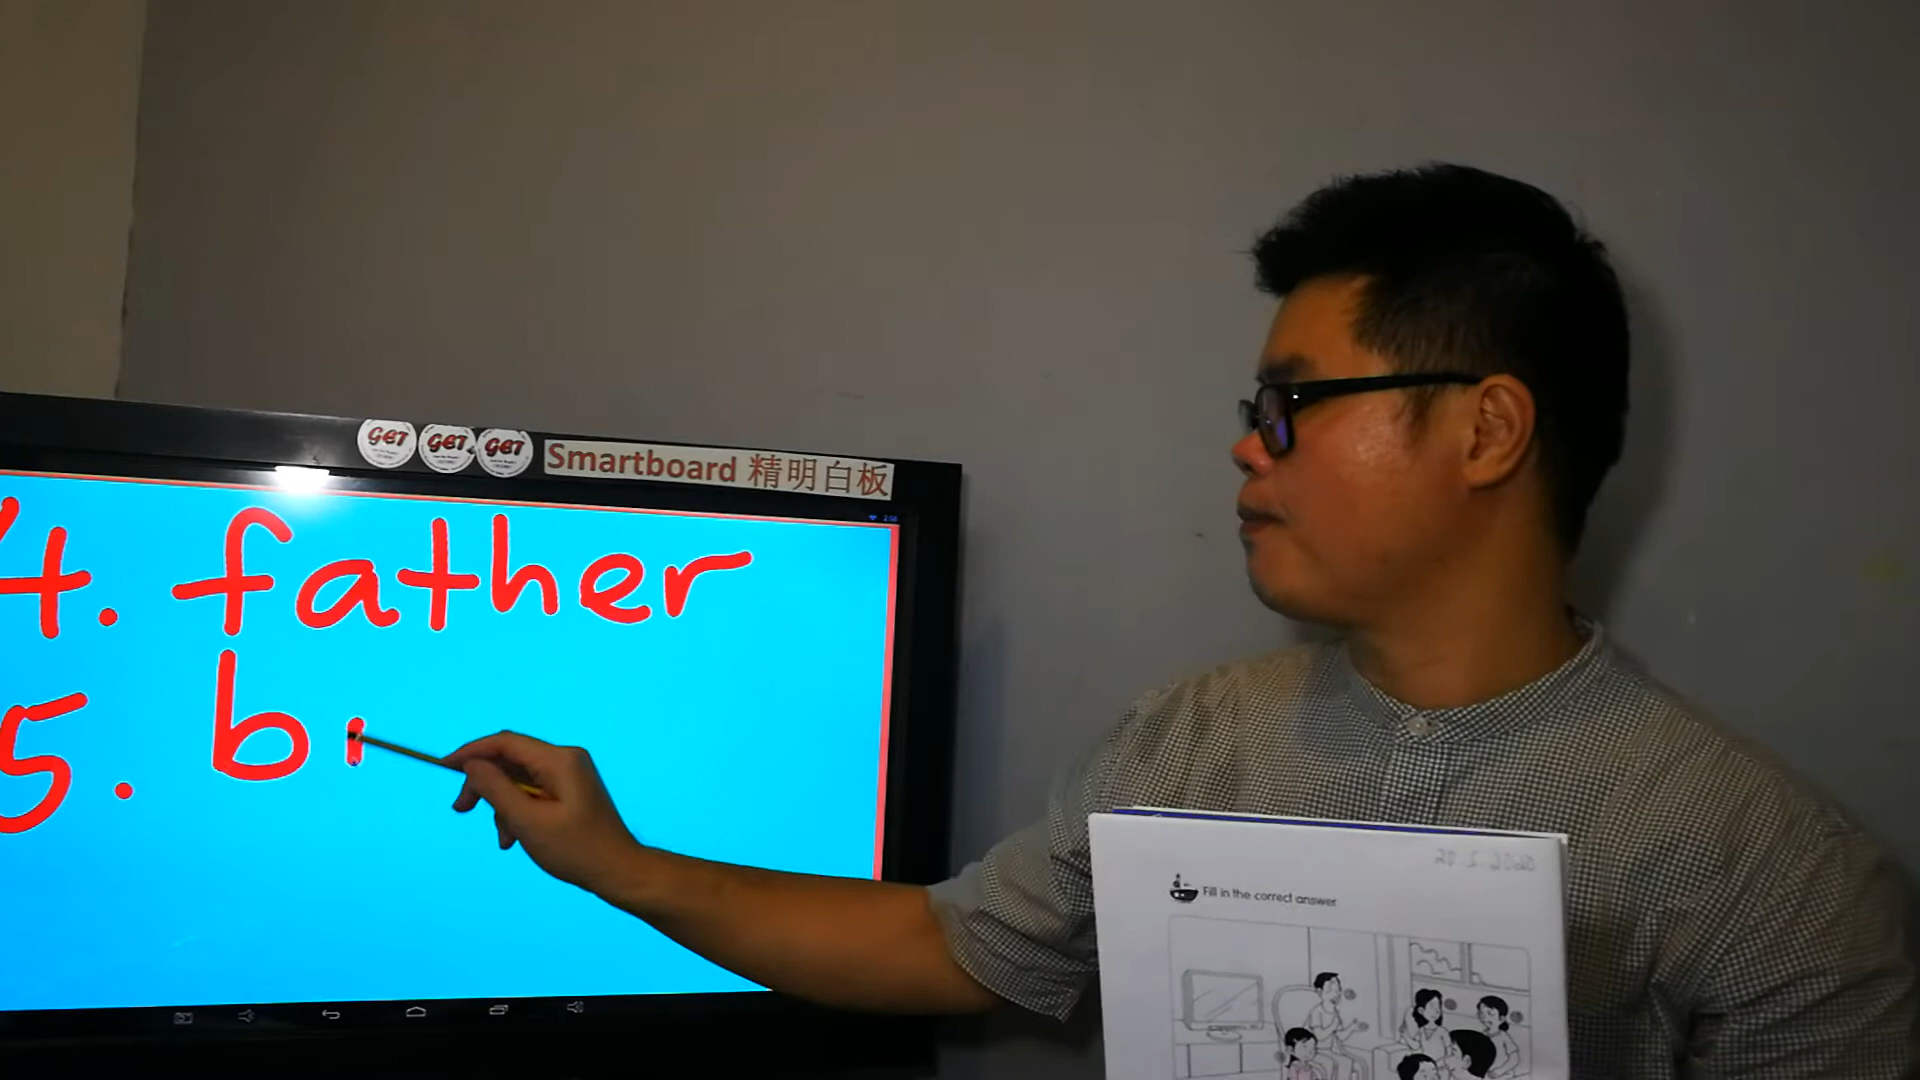 GET GET GET
Smartboard 精明白板
4. father
5. b
Fill in the correct answer